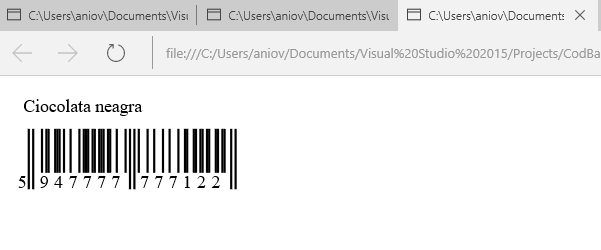 C:\Users\aniov\Documents\Visu
C:\Users\aniov\Documents\Visu
C:\Users\aniov\Documents
file:///C:/Users/aniov/Documents/Visual%20Studio%202015/Projects/CodBa
Ciocolata neagra
5 947777 777122